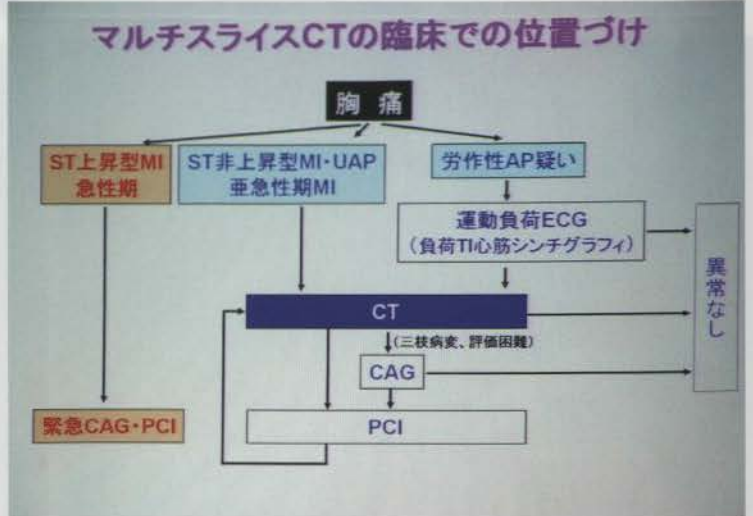 マルチスライスCTの臨床での位置づけ
胸 痛
ST上昇型MI
急性期
ST非上昇型MI・UAP
亜急性期MI
労作性AP疑い
運動負荷ECG
(負荷TI心筋シンチグラフィ)
異常なし
CT
(三枝病変、評価困難)
CAG
緊急CAG・PCI
PCI